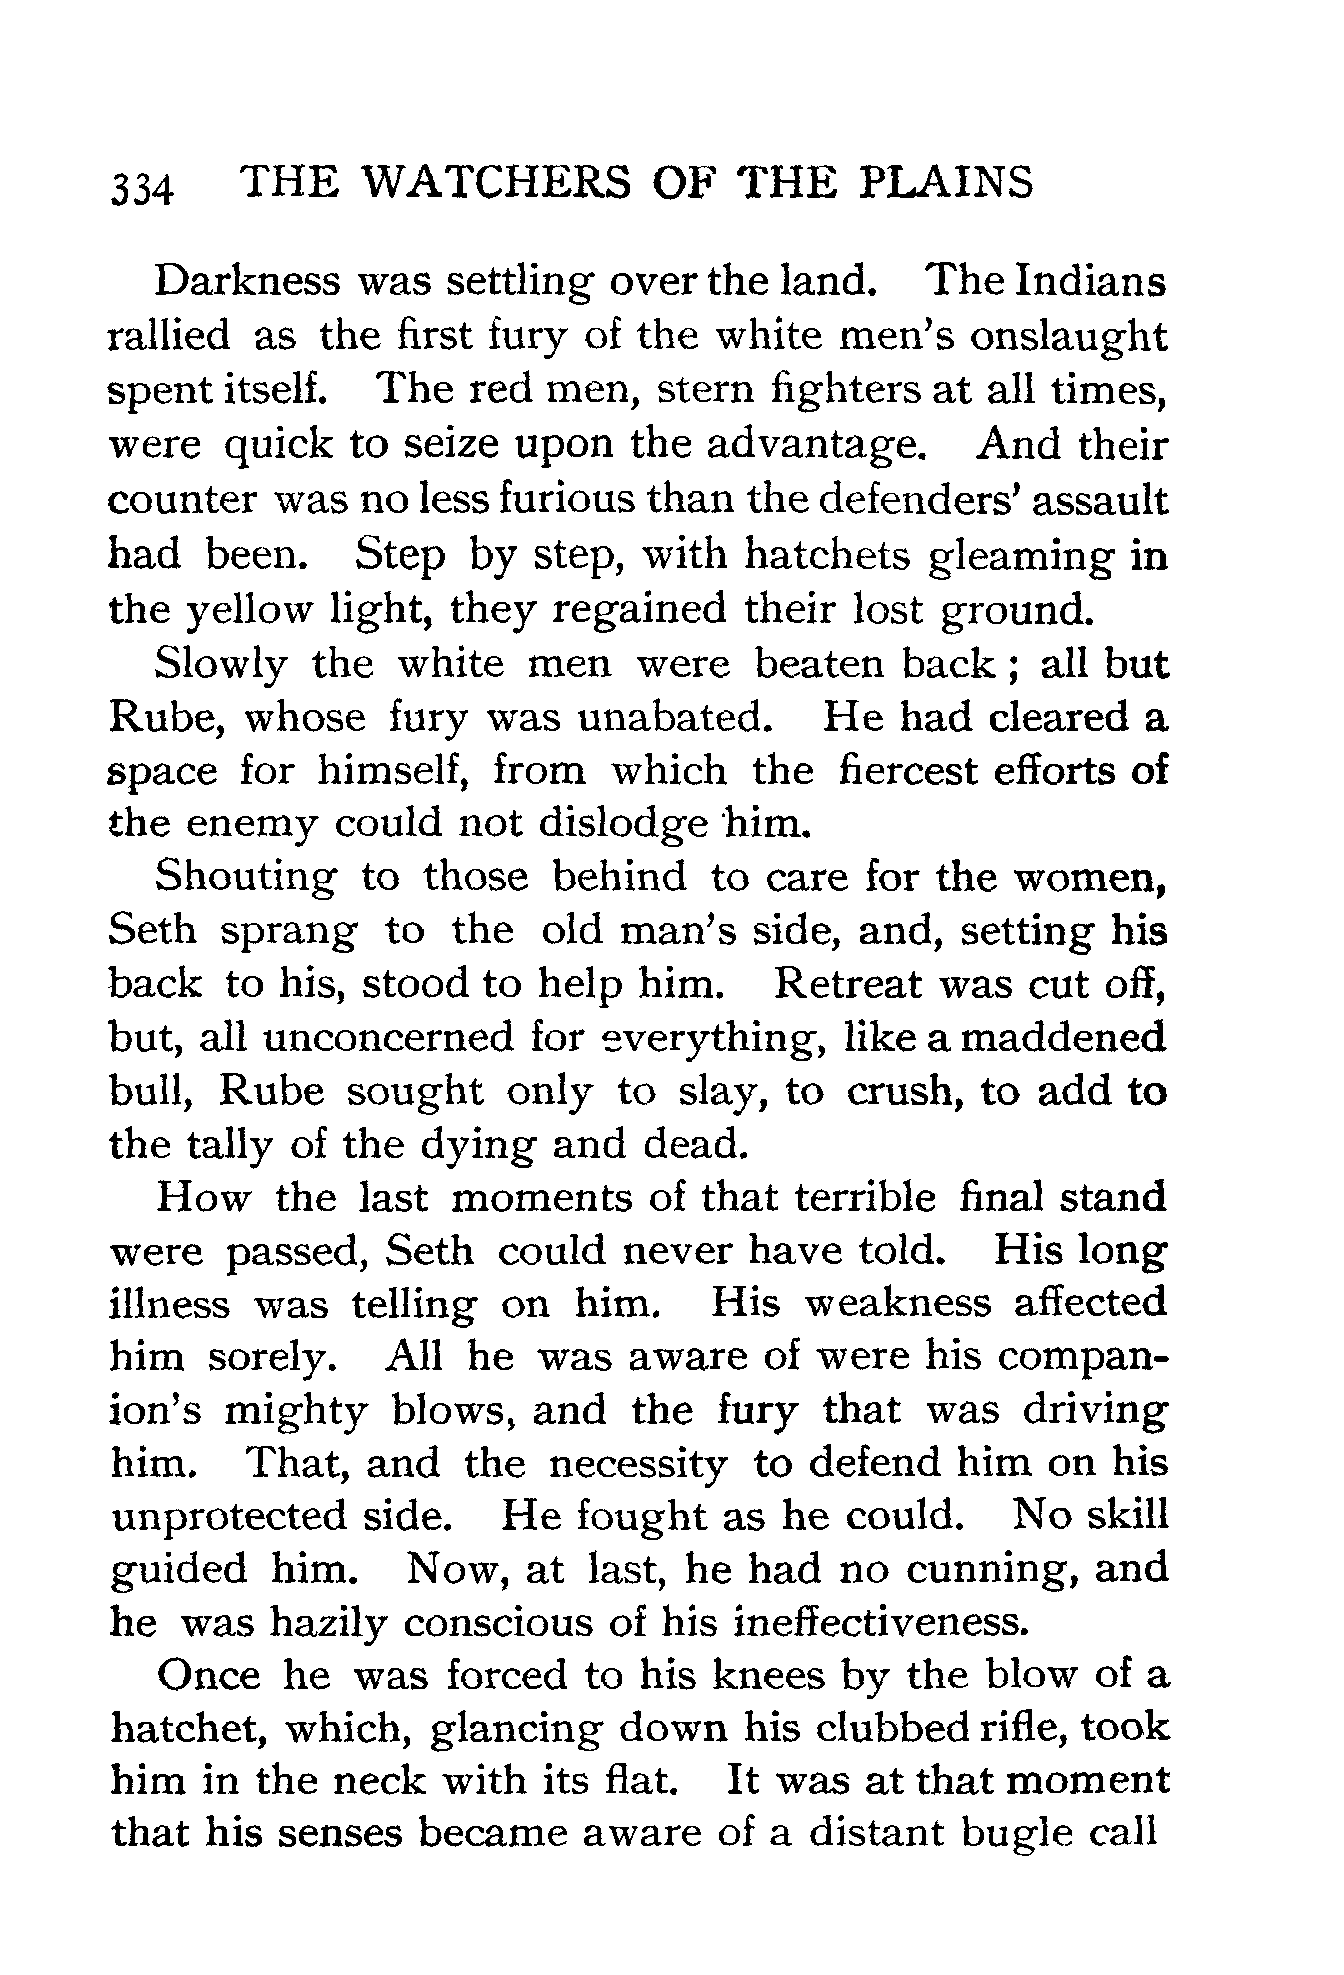 334 THE WATCHERS OF THE PLAINS
Darkness was settling over the land. The Indians
rallied as the first fury of the white men's onslaught
spent itself. The red men, stern fighters at all times,
were quick to seize upon the advantage. And their
counter was no less furious than the defenders' assault
had been. Step by step, with hatchets gleaming in
the yellow light, they regained their lost ground.
Slowly the white men were beaten back ; all but
Rube, whose fury was unabated. He had cleared a
space for himself, from which the fiercest efforts of
the enemy could not dislodge him.
Shouting to those behind to care for the women,
Seth sprang to the old man's side, and, setting his
back to his, stood to help him. Retreat was cut off,
but, all unconcerned for everything, like a maddened
bull, Rube sought only to slay, to crush, to add to
the tally of the dying and dead.
How the last moments of that terrible final stand
were passed, Seth could never have told. His long
illness was telling on him. His weakness affected
him sorely. All he was aware of were his compan-
ion's mighty blows, and the fury that was driving
him. That, and the necessity to defend him on his
unprotected side. He fought as he could. No skill
guided him. Now, at last, he had no cunning, and
he was hazily conscious of his ineffectiveness.
Once he was forced to his knees by the blow of a
hatchet, which, glancing down his clubbed rifle, took
him in the neck with its flat. It was at that moment
that his senses became aware of a distant bugle call